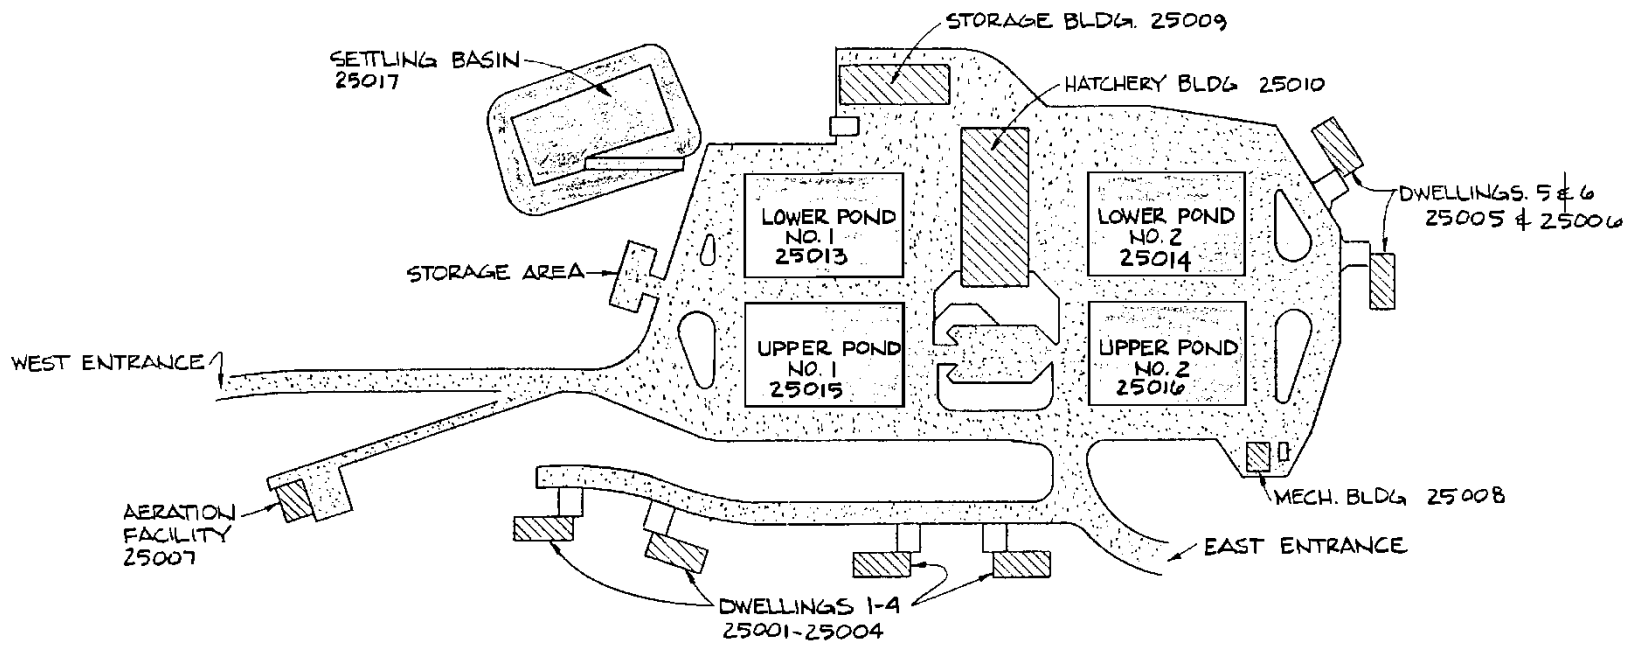 STORAGE BLDG. 25009
SETTLING BASIN
25017
HATCHERY BLDG 25010
DWELLINGS. 5 & 6
25005 & 25006
LOWER POND
NO. 1
25013
LOWER POND
NO. 2
25014
STORAGE AREA
UPPER POND
NO. 1
25015
UPPER POND
NO. 2
25016
WEST ENTRANCE
MECH. BLDG 25008
AERATION
FACILITY
25007
EAST ENTRANCE
DWELLINGS 1-4
25001-25004